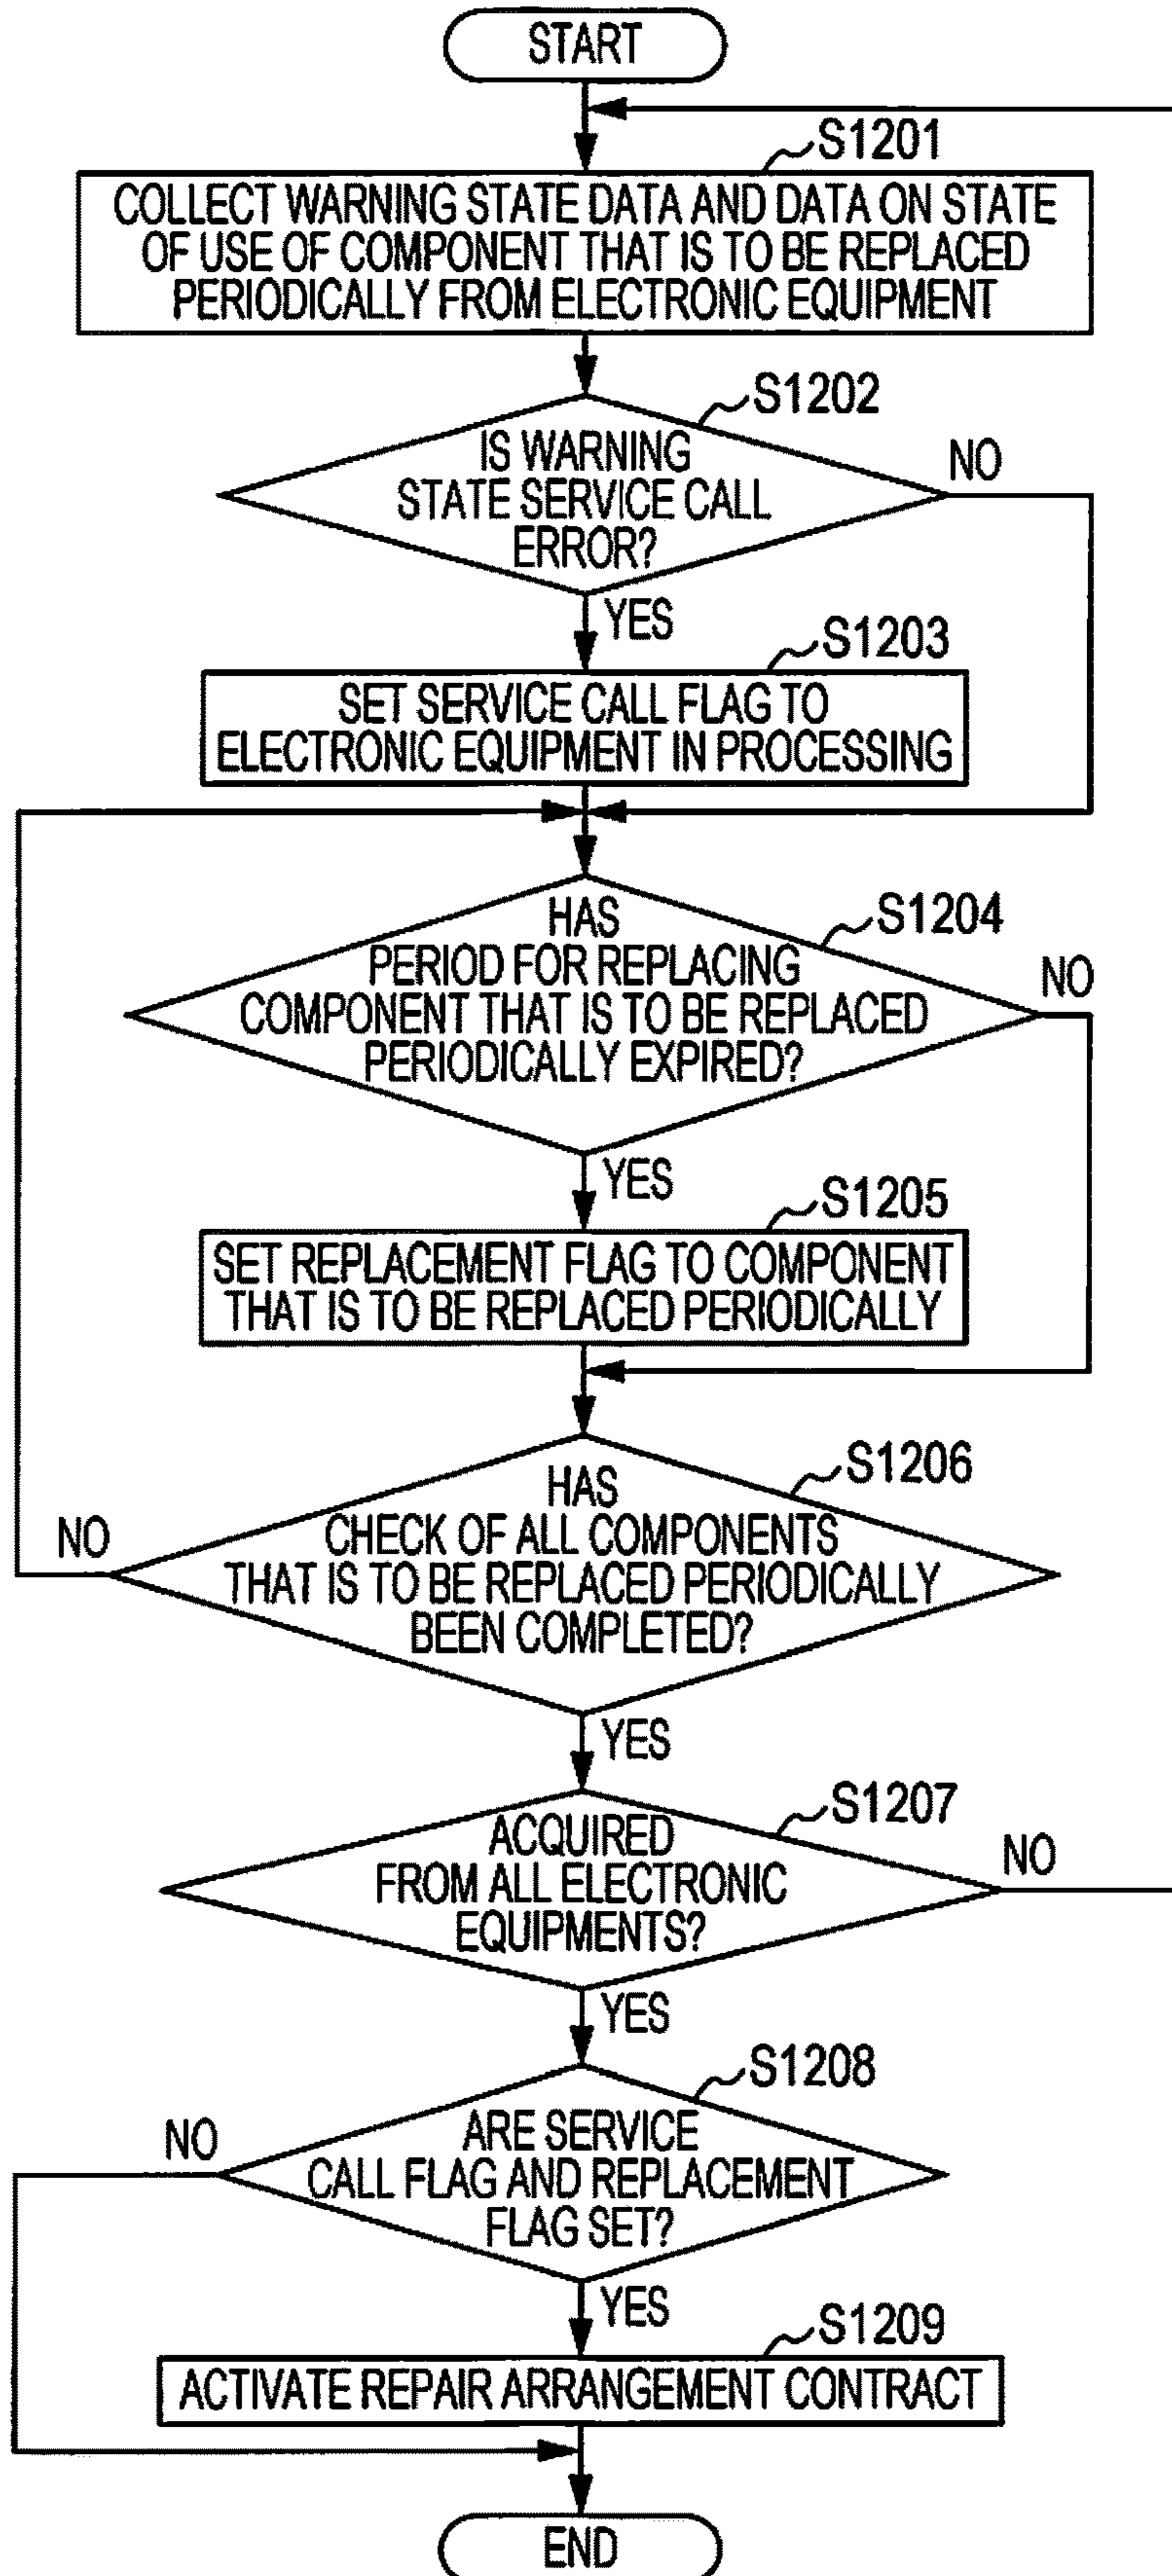 START
S1201
COLLECT WARNING STATE DATA AND DATA ON STATE
OF USE OF COMPONENT THAT IS TO BE REPLACED
PERIODICALLY FROM ELECTRONIC EQUIPMENT
S1202
IS WARNING
STATE SERVICE CALL
ERROR?
NO
YES
S1203
SET SERVICE CALL FLAG TO
ELECTRONIC EQUIPMENT IN PROCESSING
S1204
HAS
PERIOD FOR REPLACING
COMPONENT THAT IS TO BE REPLACED
PERIODICALLY EXPIRED?
NO
YES
S1205
SET REPLACEMENT FLAG TO COMPONENT
THAT IS TO BE REPLACED PERIODICALLY
S1206
HAS
CHECK OF ALL COMPONENTS
THAT IS TO BE REPLACED PERIODICALLY
BEEN COMPLETED?
NO
YES
S1207
ACQUIRED
FROM ALL ELECTRONIC
EQUIPMENTS?
NO
YES
S1208
ARE SERVICE
CALL FLAG AND REPLACEMENT
FLAG SET?
NO
YES
S1209
ACTIVATE REPAIR ARRANGEMENT CONTRACT
END